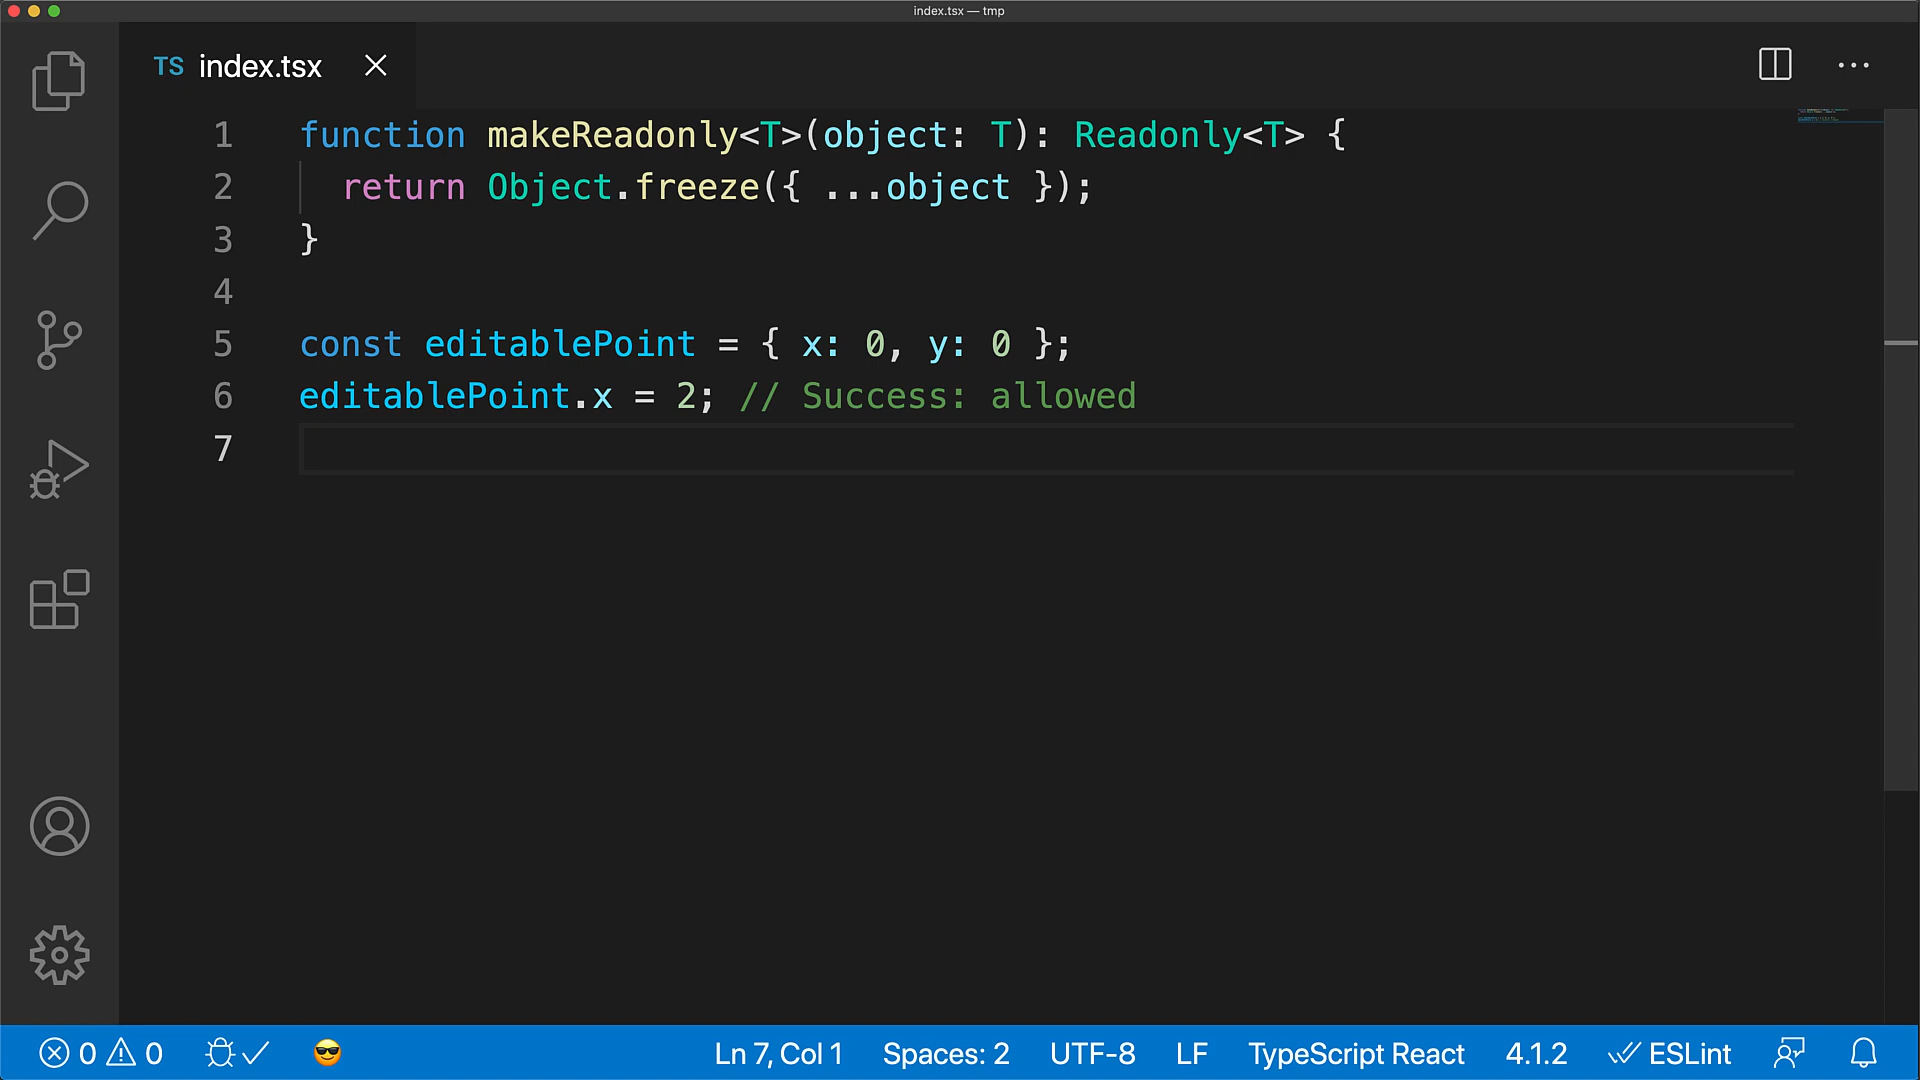 index.tsx — tmp
TS index.tsx
1 function makeReadonly<T>(object: T): Readonly<T> {
2   return Object.freeze({ ...object });
3 }
4
5 const editablePoint = { x: 0, y: 0 };
6 editablePoint.x = 2; // Success: allowed
7
0 0 Ln 7, Col 1 Spaces: 2 UTF-8 LF TypeScript React 4.1.2 ESLint